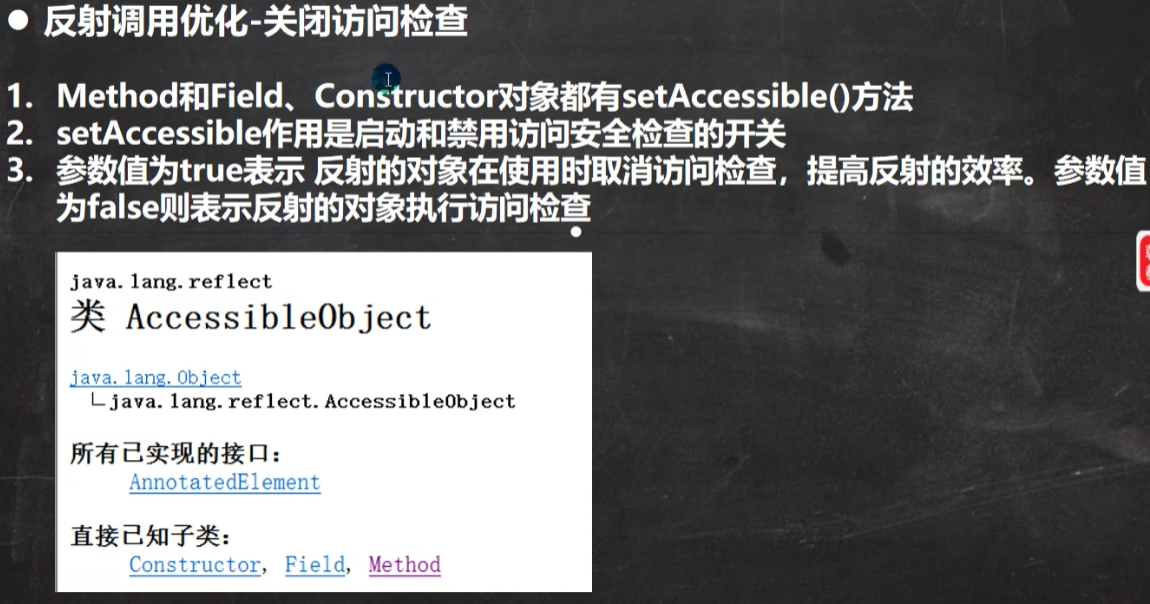 ● 反射调用优化-关闭访问检查
1. Method和Field、Constructor对象都有setAccessible()方法
2. setAccessible作用是启动和禁用访问安全检查的开关
3. 参数值为true表示 反射的对象在使用时取消访问检查，提高反射的效率。参数值
为false则表示反射的对象执行访问检查
java.lang.reflect
类 AccessibleObject
java.lang.Object
└java.lang.reflect.AccessibleObject
所有已实现的接口：
AnnotatedElement
直接已知子类：
Constructor, Field, Method